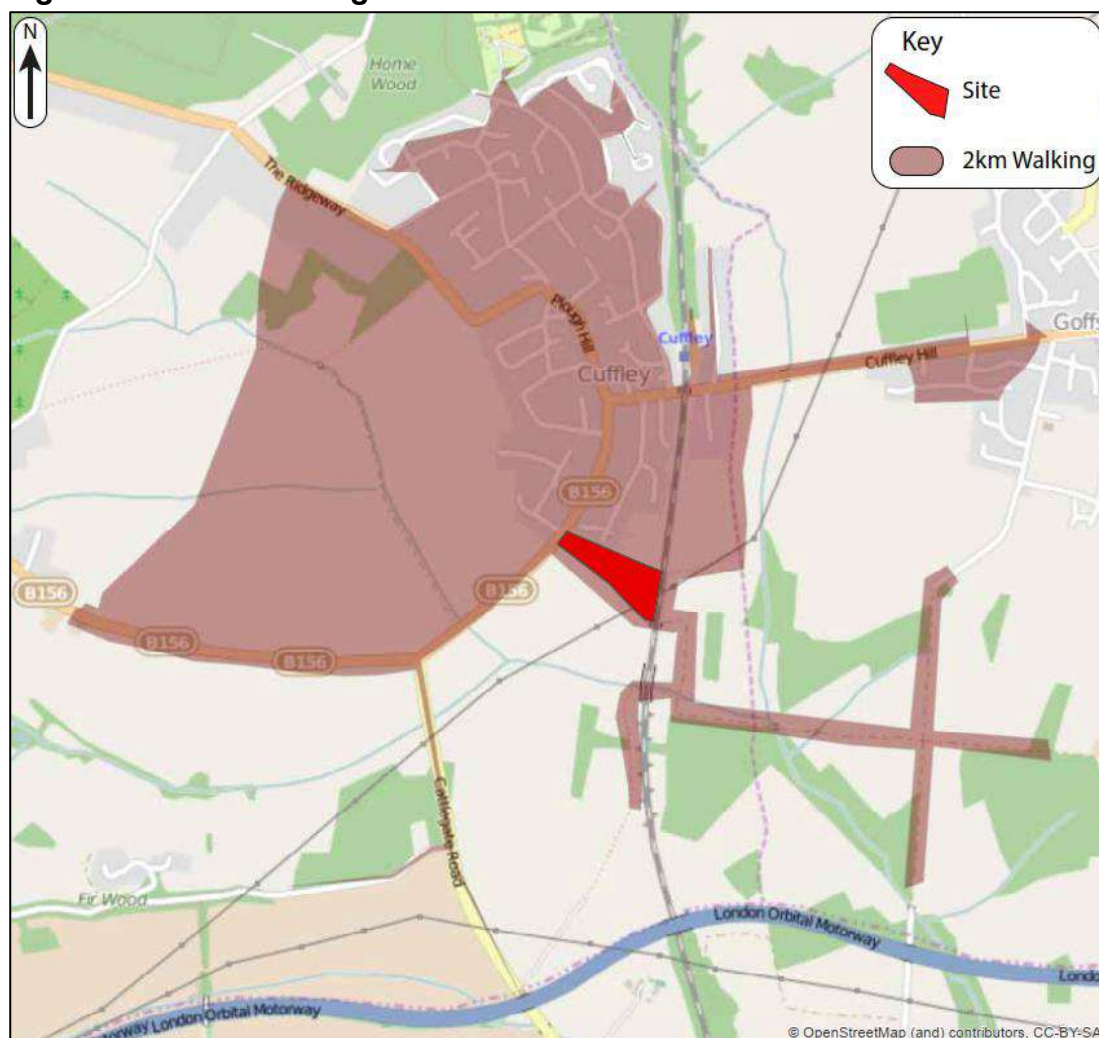 N
Key
Site
2km Walking
Home
Wood
The Ridgeway
Plough Hill
Cuffley
Cuffley
Cuffley Hill
Goffs
B156
B156
B156
B156
B156
Cattlegate Road
Fir Wood
London Orbital Motorway
London Orbital Motorway
Londo
© OpenStreetMap (and) contributors, CC-BY-SA